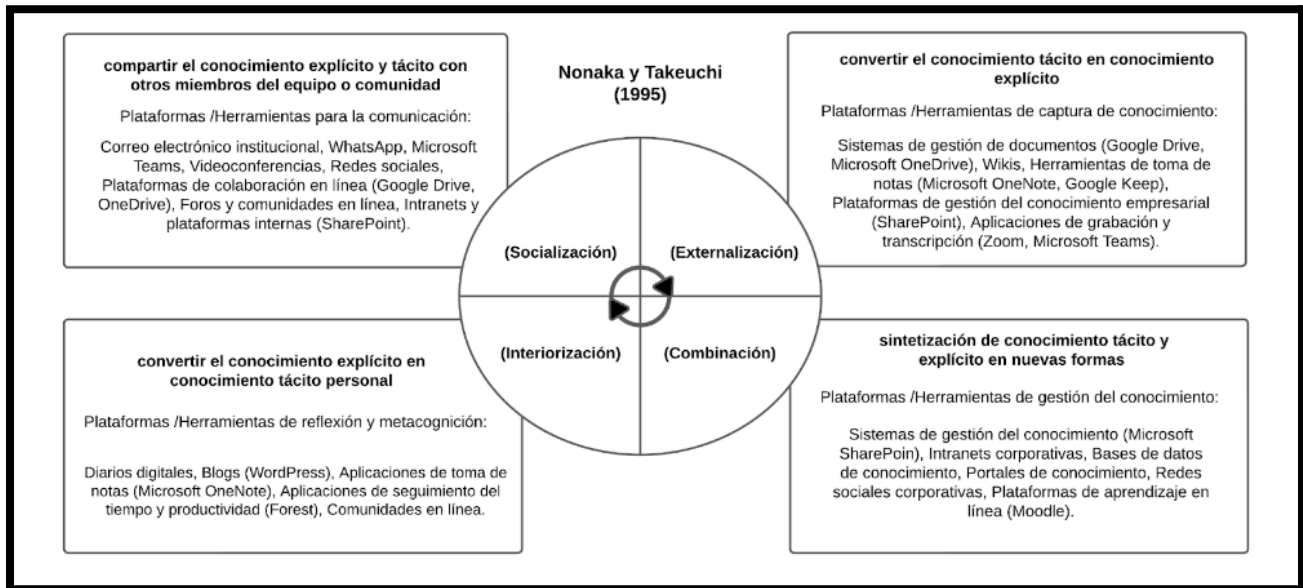 compartir el conocimiento explícito y tácito con
otros miembros del equipo o comunidad
Plataformas /Herramientas para la comunicación:
Correo electrónico institucional, WhatsApp, Microsoft
Teams, Videoconferencias, Redes sociales,
Plataformas de colaboración en línea (Google Drive,
OneDrive), Foros y comunidades en línea, Intranets y
plataformas internas (SharePoint).
Nonaka y Takeuchi
(1995)
convertir el conocimiento tácito en conocimiento
explícito
Plataformas /Herramientas de captura de conocimiento:
Sistemas de gestión de documentos (Google Drive,
Microsoft OneDrive), Wikis, Herramientas de toma de
notas (Microsoft OneNote, Google Keep),
Plataformas de gestión del conocimiento empresarial
(SharePoint), Aplicaciones de grabación y
transcripción (Zoom, Microsoft Teams).
(Socialización)
(Externalización)
(Interiorización)
(Combinación)
convertir el conocimiento explícito en
conocimiento tácito personal
Plataformas /Herramientas de reflexión y metacognición:
Diarios digitales, Blogs (WordPress), Aplicaciones de toma de
notas (Microsoft OneNote), Aplicaciones de seguimiento del
tiempo y productividad (Forest), Comunidades en línea.
sintetización de conocimiento tácito y
explícito en nuevas formas
Plataformas /Herramientas de gestión del conocimiento:
Sistemas de gestión del conocimiento (Microsoft
SharePoin), Intranets corporativas, Bases de datos
de conocimiento, Portales de conocimiento, Redes
sociales corporativas, Plataformas de aprendizaje en
línea (Moodle).